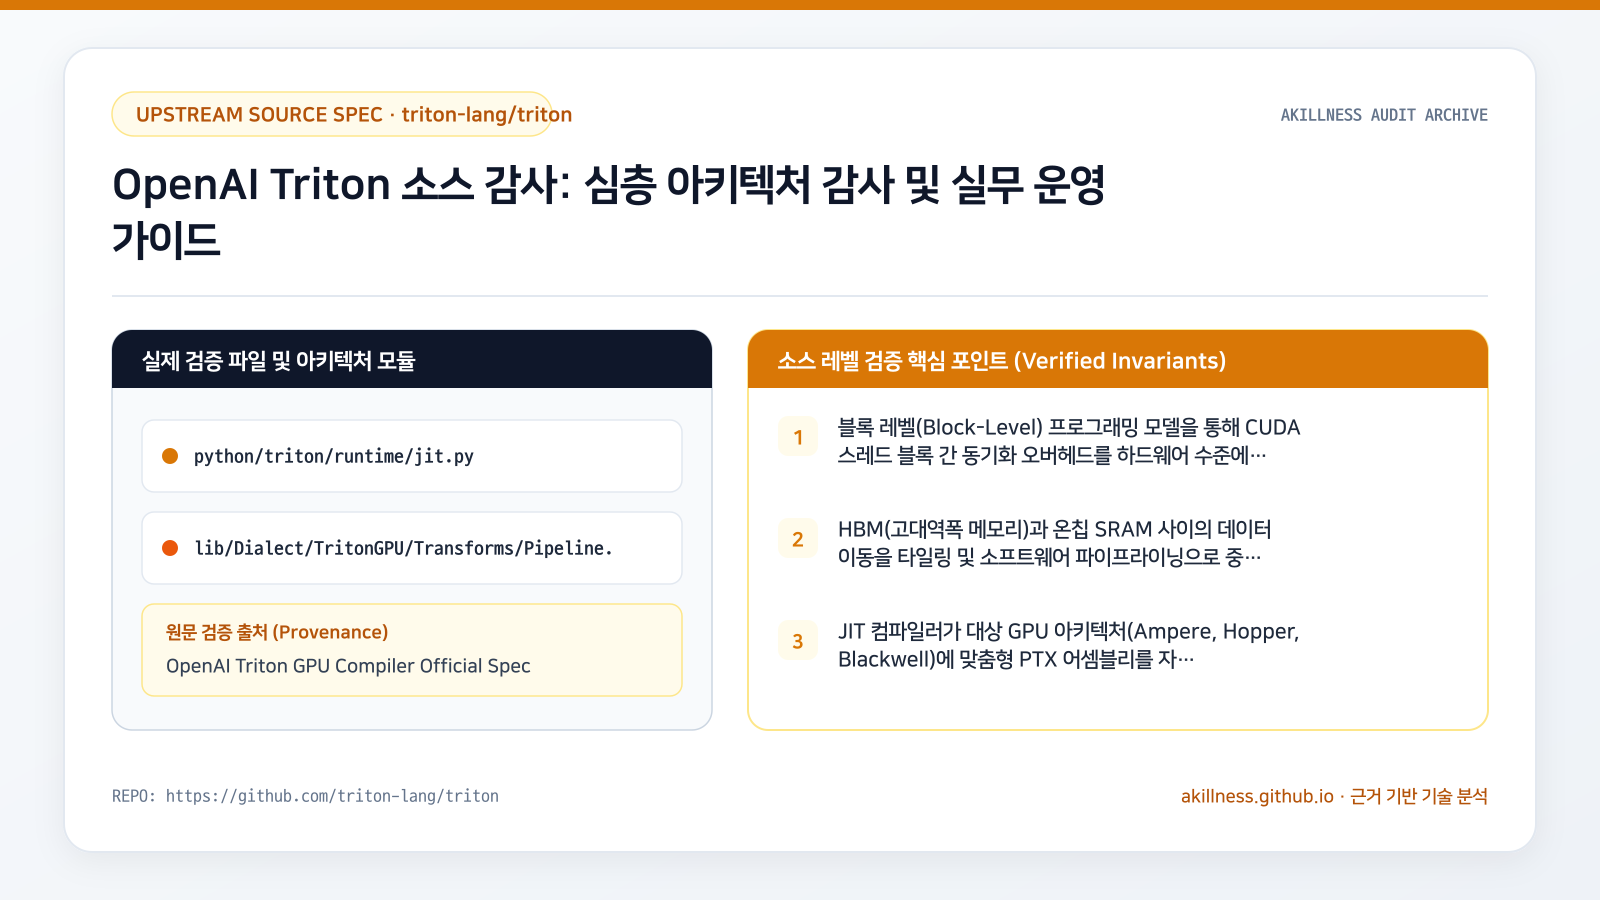 UPSTREAM SOURCE SPEC · triton-lang/triton
AKILLNESS AUDIT ARCHIVE
OpenAI Triton 소스 감사: 심층 아키텍처 감사 및 실무 운영
가이드
실제 검증 파일 및 아키텍처 모듈
python/triton/runtime/jit.py
lib/Dialect/TritonGPU/Transforms/Pipeline.
원문 검증 출처 (Provenance)
OpenAI Triton GPU Compiler Official Spec
소스 레벨 검증 핵심 포인트 (Verified Invariants)
1
블록 레벨(Block-Level) 프로그래밍 모델을 통해 CUDA
스레드 블록 간 동기화 오버헤드를 하드웨어 수준에…
2
HBM(고대역폭 메모리)과 온칩 SRAM 사이의 데이터
이동을 타일링 및 소프트웨어 파이프라이닝으로 중…
3
JIT 컴파일러가 대상 GPU 아키텍처(Ampere, Hopper,
Blackwell)에 맞춤형 PTX 어셈블리를 자…
REPO: https://github.com/triton-lang/triton
akillness.github.io · 근거 기반 기술 분석